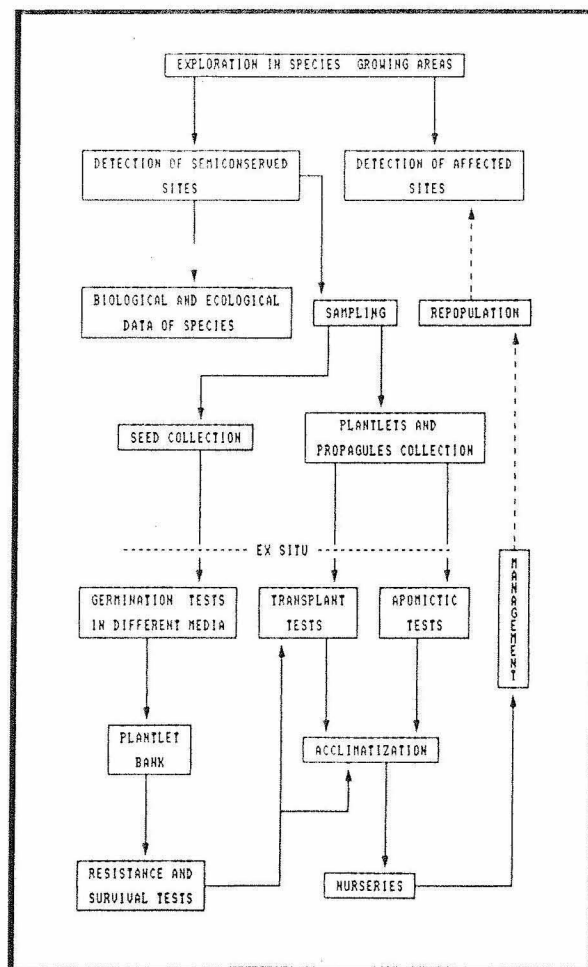 EXPLORATION IN SPECIES GROWING AREAS
DETECTION OF SEMICONSERVED
SITES
DETECTION OF AFFECTED
SITES
BIOLOGICAL AND ECOLOGICAL
DATA OF SPECIES
SAMPLING
REPOPULATION
SEED COLLECTION
PLANTLETS AND
PROPAGULES COLLECTION
EX SITU
GERMINATION TESTS
IN DIFFERENT MEDIA
TRANSPLANT
TESTS
APOMICTIC
TESTS
MANAGEMENT
PLANTLET
BANK
ACCLIMATIZATION
RESISTANCE AND
SURVIVAL TESTS
NURSERIES